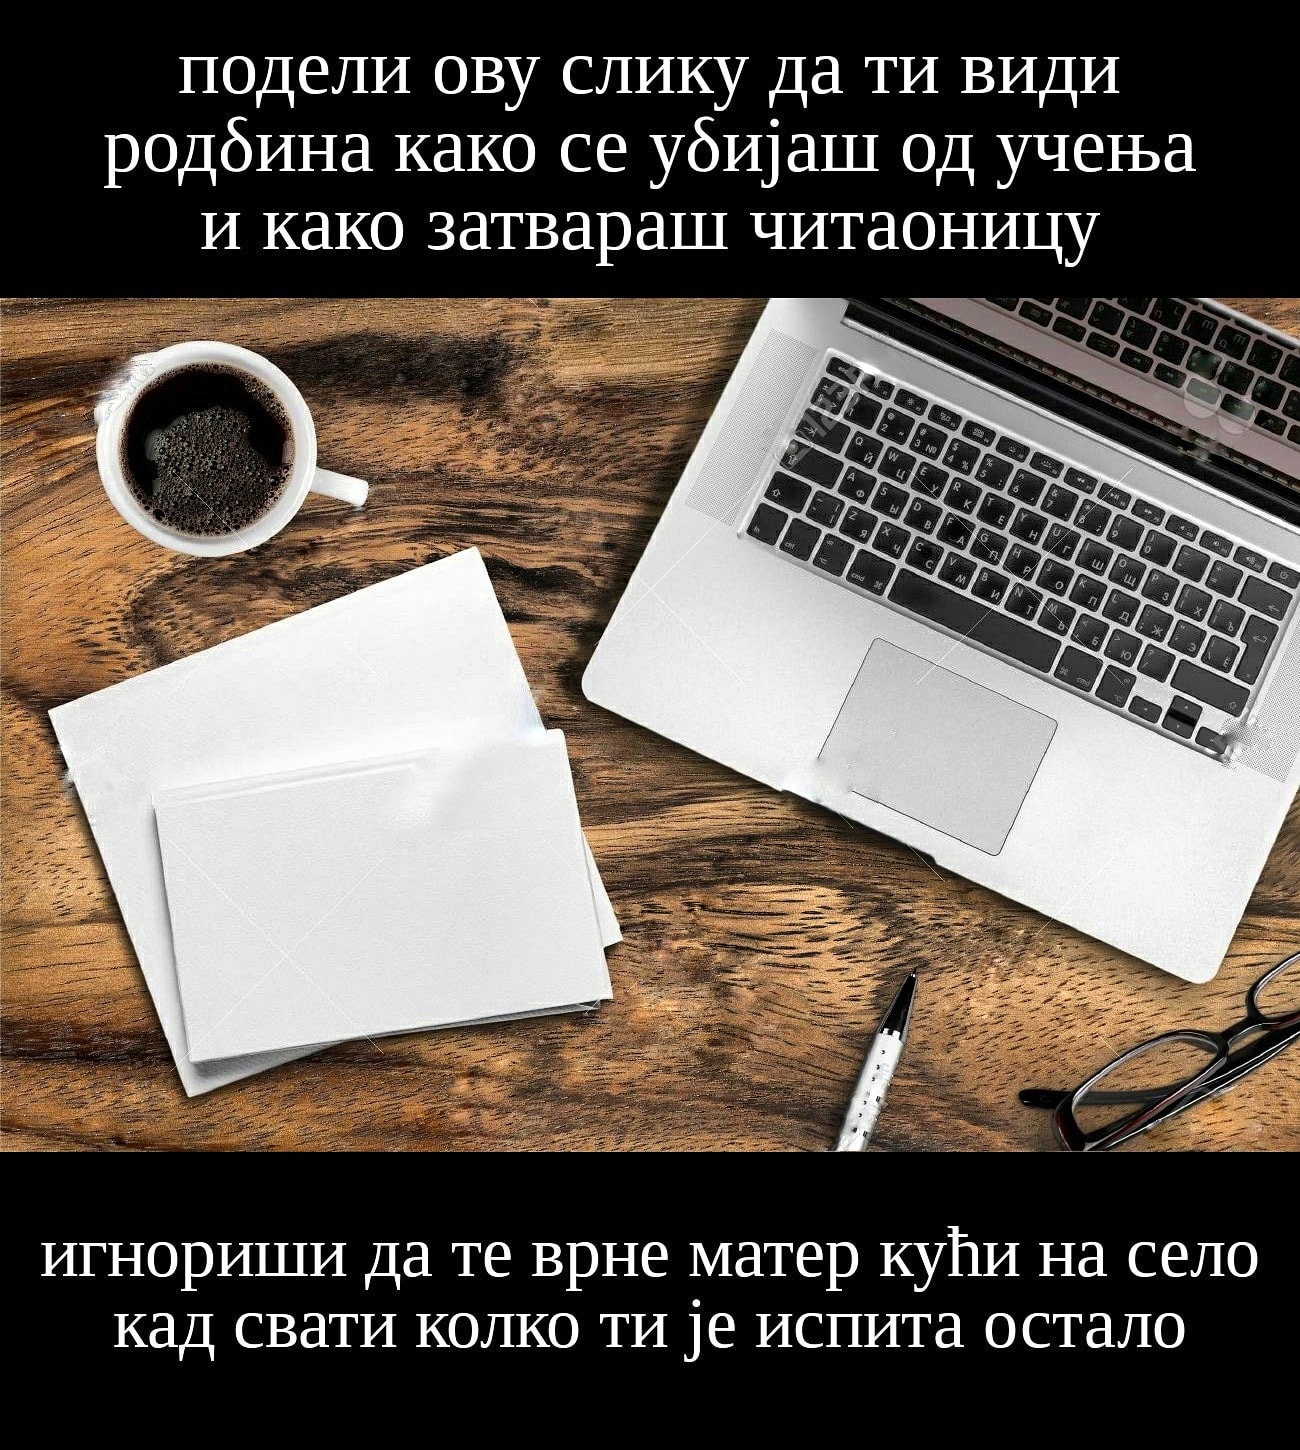 подели ову слику да ти види
родбина како се убијаш од учења
и како затвараш читаоницу
игнориши да те врне матер кући на село
кад свати колко ти је испита остало